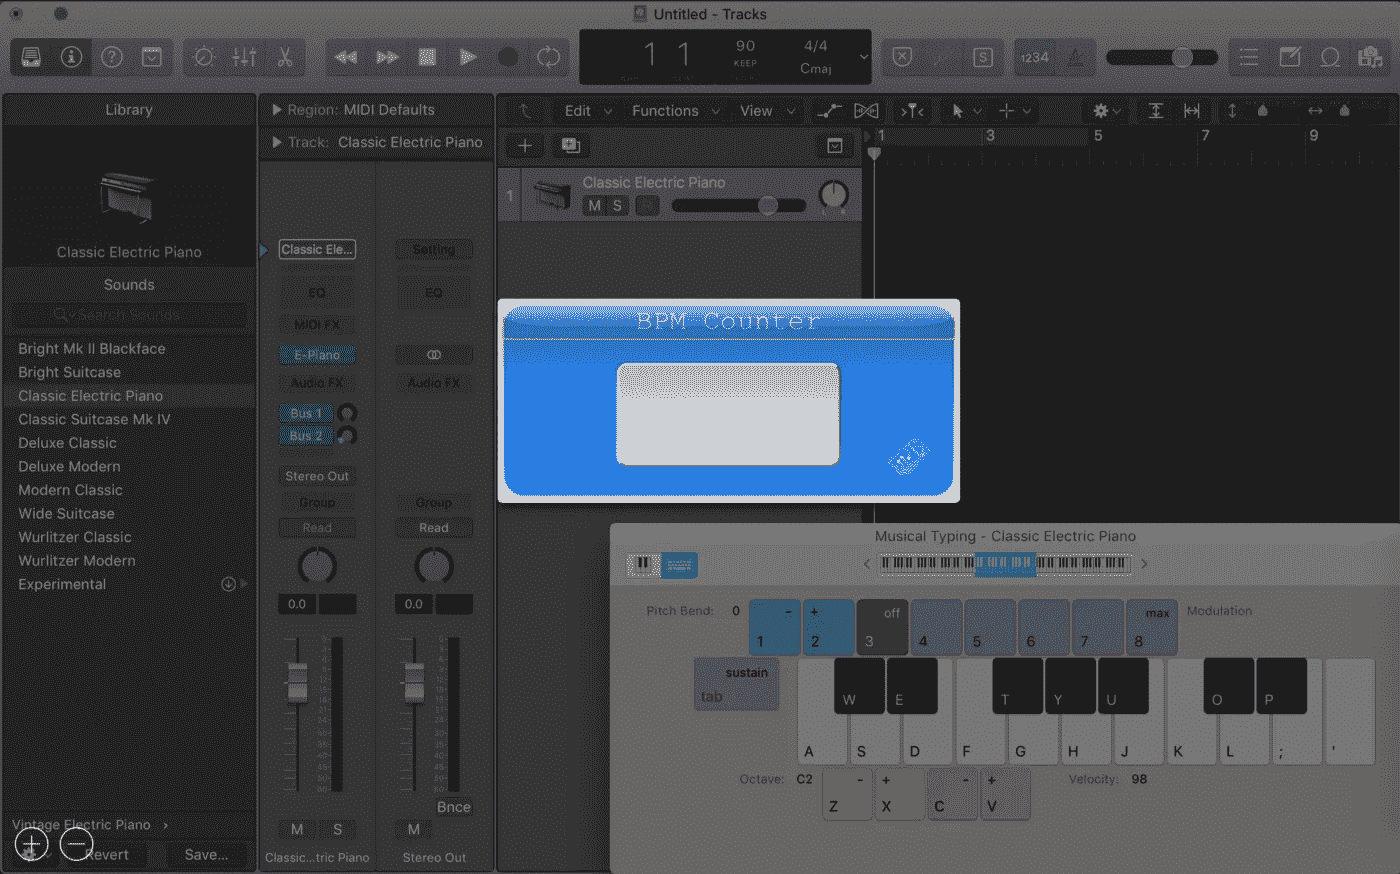 Untitled - Tracks
1 1
90
KEEP
4/4
Cmaj
S
1234
Library
Region: MIDI Defaults
Edit
Functions
View
Track: Classic Electric Piano
1
3
5
7
9
1
Classic Electric Piano
M
S
R
Classic Electric Piano
Classic Ele...
Setting
Sounds
Search Sounds
EQ
EQ
MIDI FX
E-Piano
Audio FX
Audio FX
Bus 1
Bus 2
Stereo Out
Group
Group
Read
Read
0.0
0.0
Bright Mk II Blackface
Bright Suitcase
Classic Electric Piano
Classic Suitcase Mk IV
Deluxe Classic
Deluxe Modern
Modern Classic
Wide Suitcase
Wurlitzer Classic
Wurlitzer Modern
Experimental
Bnce
M
S
M
Classic...tric Piano
Stereo Out
Vintage Electric Piano
Revert
Save...
BPM Counter
Musical Typing - Classic Electric Piano
Pitch Bend: 0
-
1
+
2
off
3
4
5
6
7
max
8
Modulation
sustain
tab
W
E
T
Y
U
O
P
A
S
D
F
G
H
J
K
L
;
'
Octave: C2
-
Z
+
X
-
C
+
V
Velocity: 98